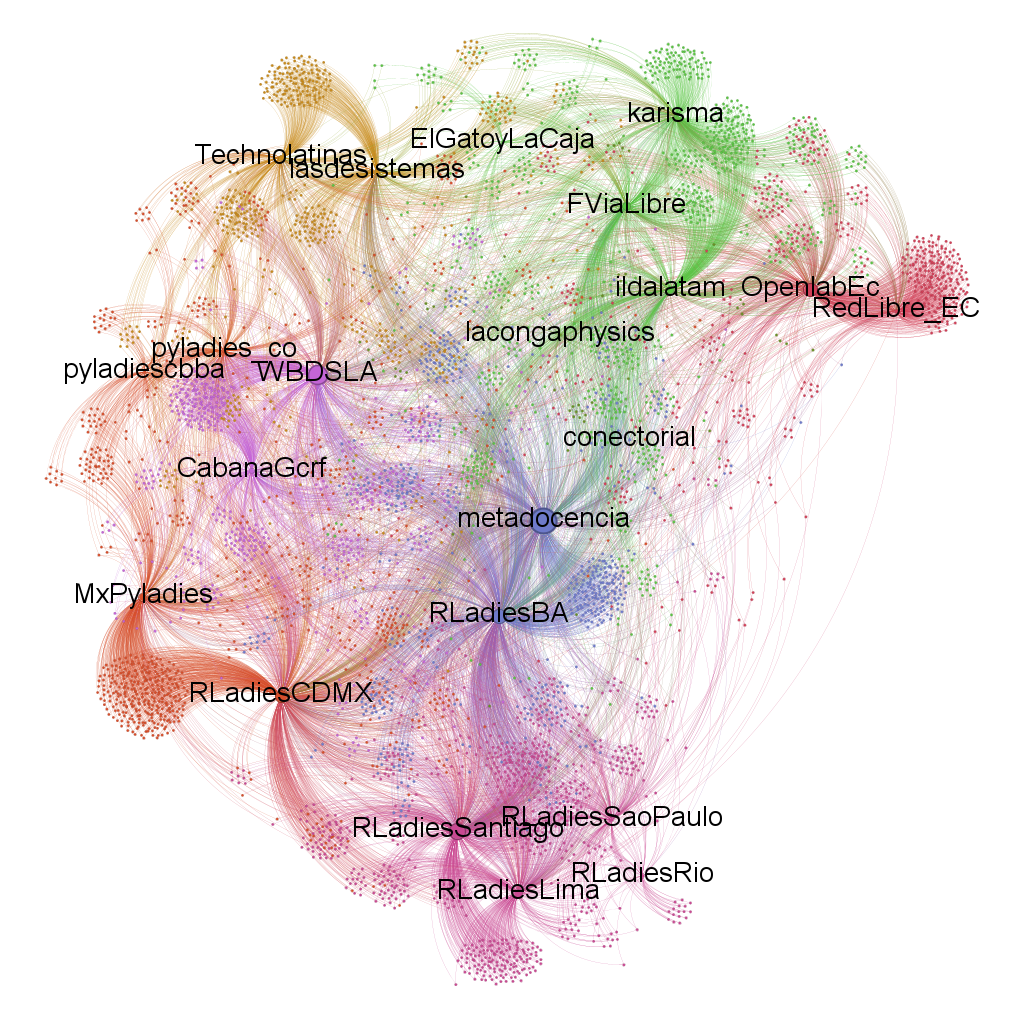 karisma
ElGatoyLaCaja
Technolatinas
lasdesistemas
FViaLibre
ildalatam
OpenlabEc
RedLibre_EC
lacongaphysics
pyladies_co
pyladiescbba
WBDSLA
conectorial
CabanaGcrf
metadocencia
MxPyladies
RLadiesBA
RLadiesCDMX
RLadiesSaoPaulo
RLadiesSantiago
RLadiesRio
RLadiesLima